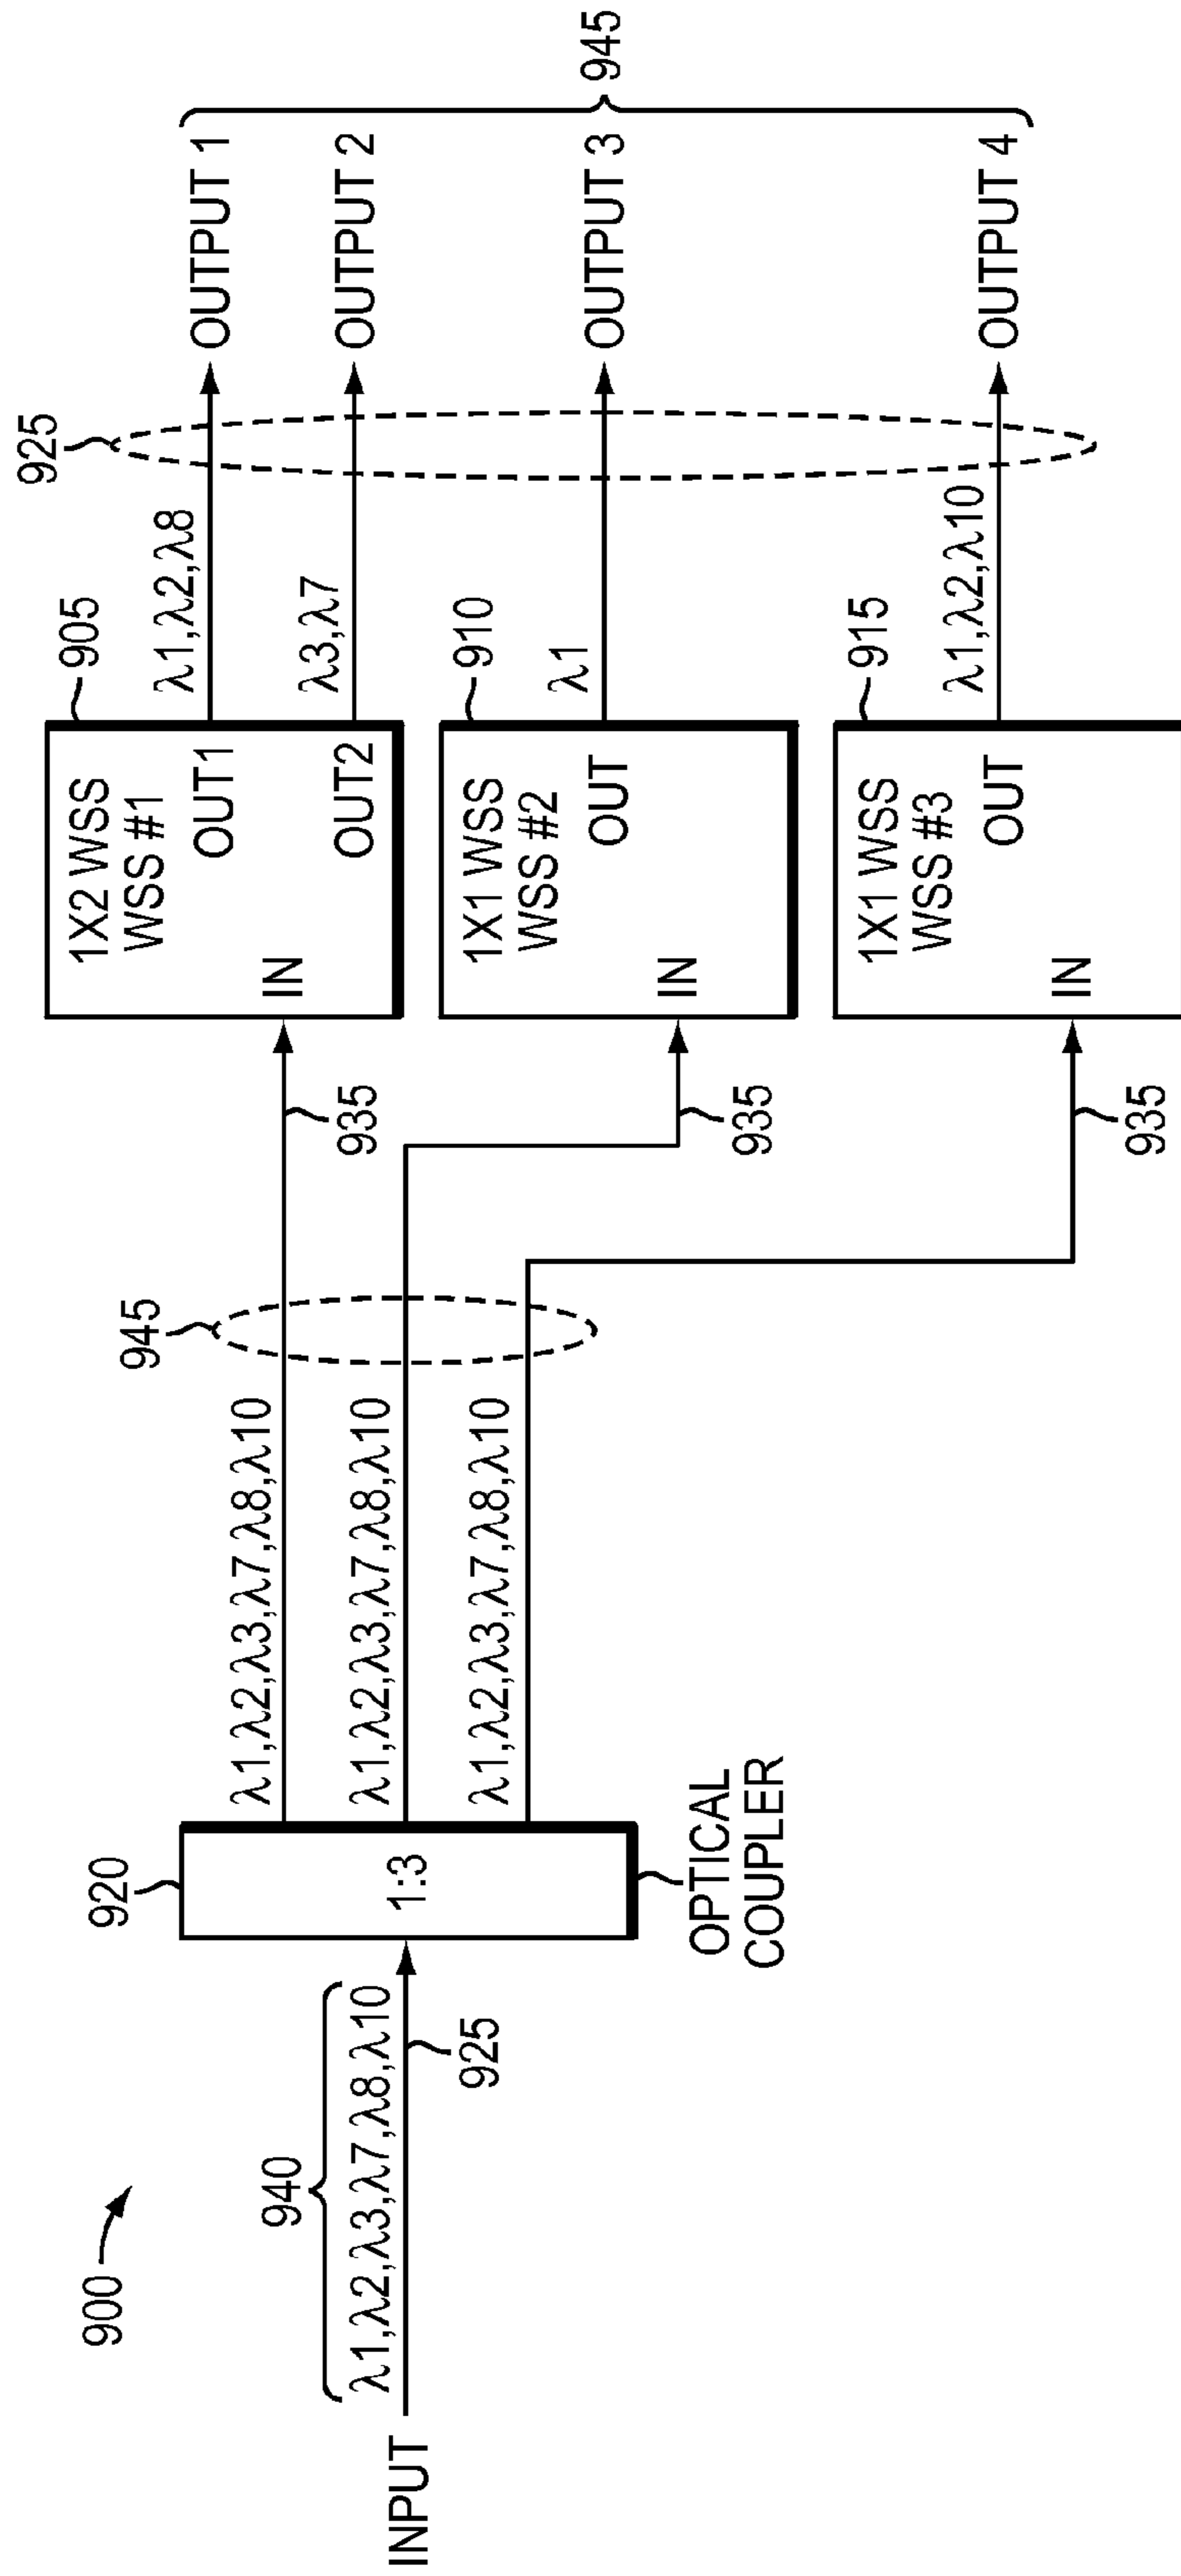 900
INPUT
940
λ1,λ2,λ3,λ7,λ8,λ10
925
920
1:3
OPTICAL
COUPLER
λ1,λ2,λ3,λ7,λ8,λ10
λ1,λ2,λ3,λ7,λ8,λ10
λ1,λ2,λ3,λ7,λ8,λ10
945
935
935
935
905
1X2 WSS
WSS #1
OUT1
IN
OUT2
910
1X1 WSS
WSS #2
OUT
IN
915
1X1 WSS
WSS #3
OUT
IN
λ1,λ2,λ8
λ3,λ7
λ1
λ1,λ2,λ10
925
OUTPUT 1
OUTPUT 2
OUTPUT 3
OUTPUT 4
945